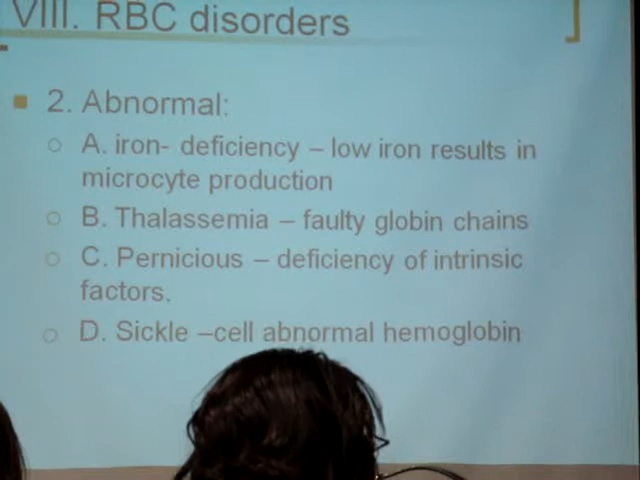 VIII. RBC disorders
2. Abnormal:
A. iron- deficiency – low iron results in
microcyte production
B. Thalassemia – faulty globin chains
C. Pernicious – deficiency of intrinsic
factors.
D. Sickle –cell abnormal hemoglobin